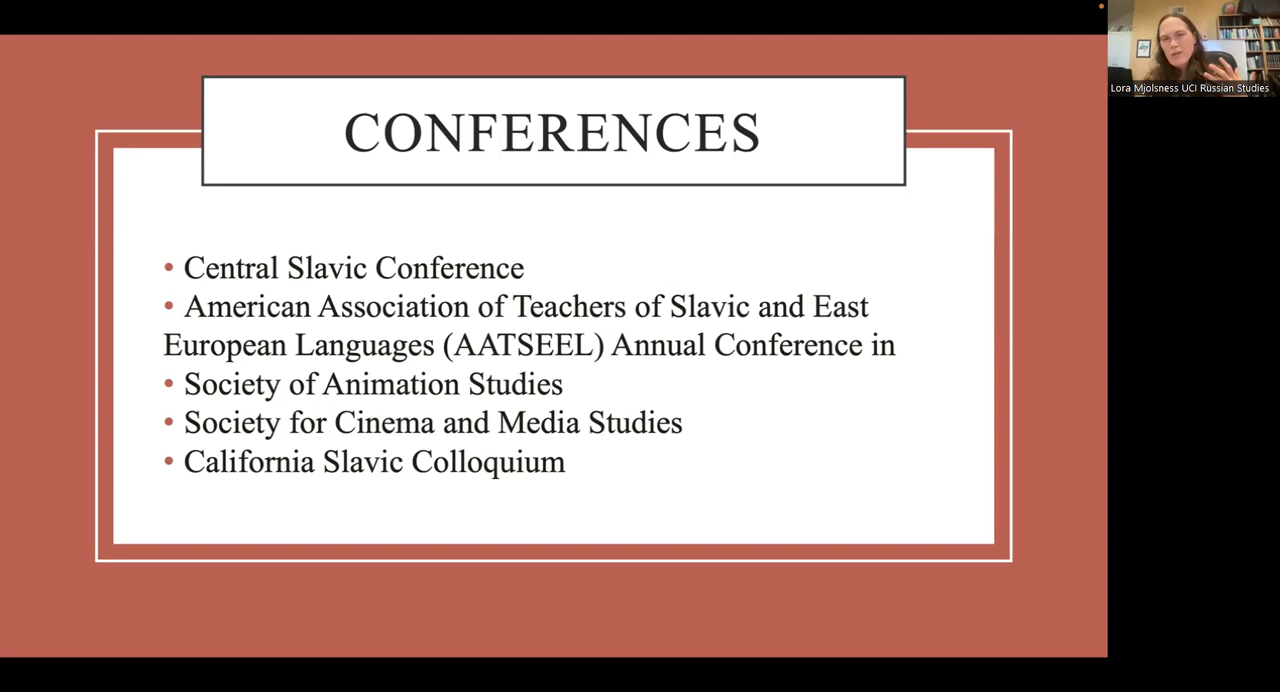 CONFERENCES
• Central Slavic Conference
• American Association of Teachers of Slavic and East
European Languages (AATSEEL) Annual Conference in
• Society of Animation Studies
• Society for Cinema and Media Studies
• California Slavic Colloquium
Lora Mjolsness UCI Russian Studies